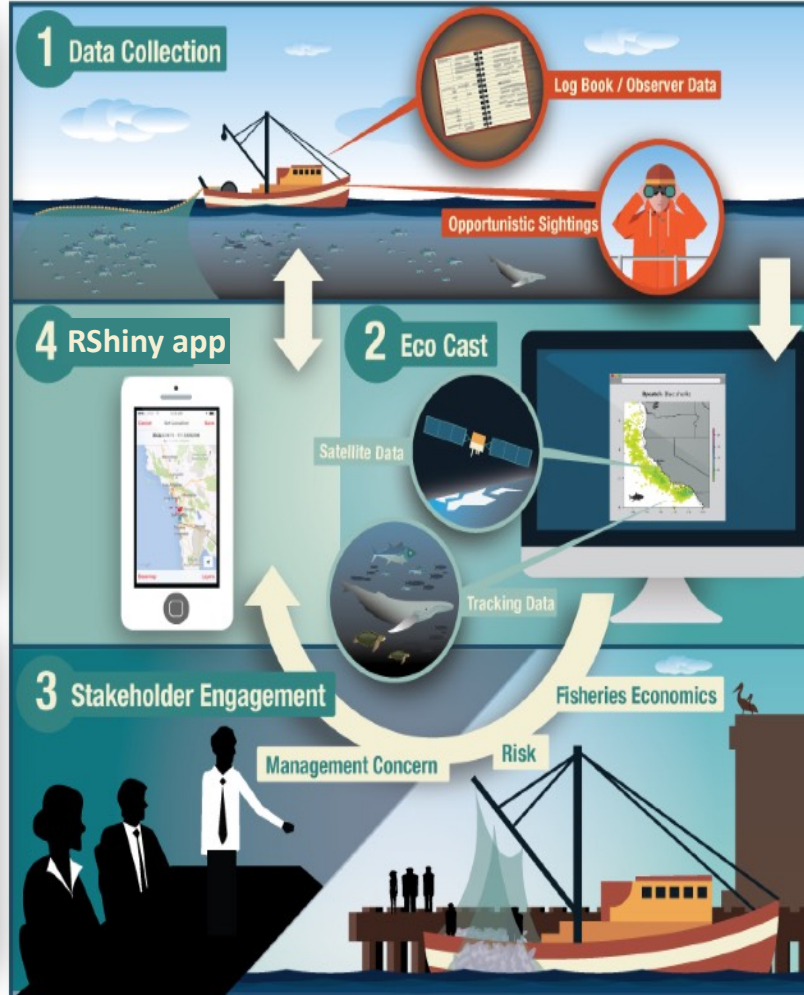 1 Data Collection
Log Book / Observer Data
Opportunistic Sightings
4 RShiny app
2 Eco Cast
Satellite Data
Tracking Data
3 Stakeholder Engagement
Fisheries Economics
Risk
Management Concern